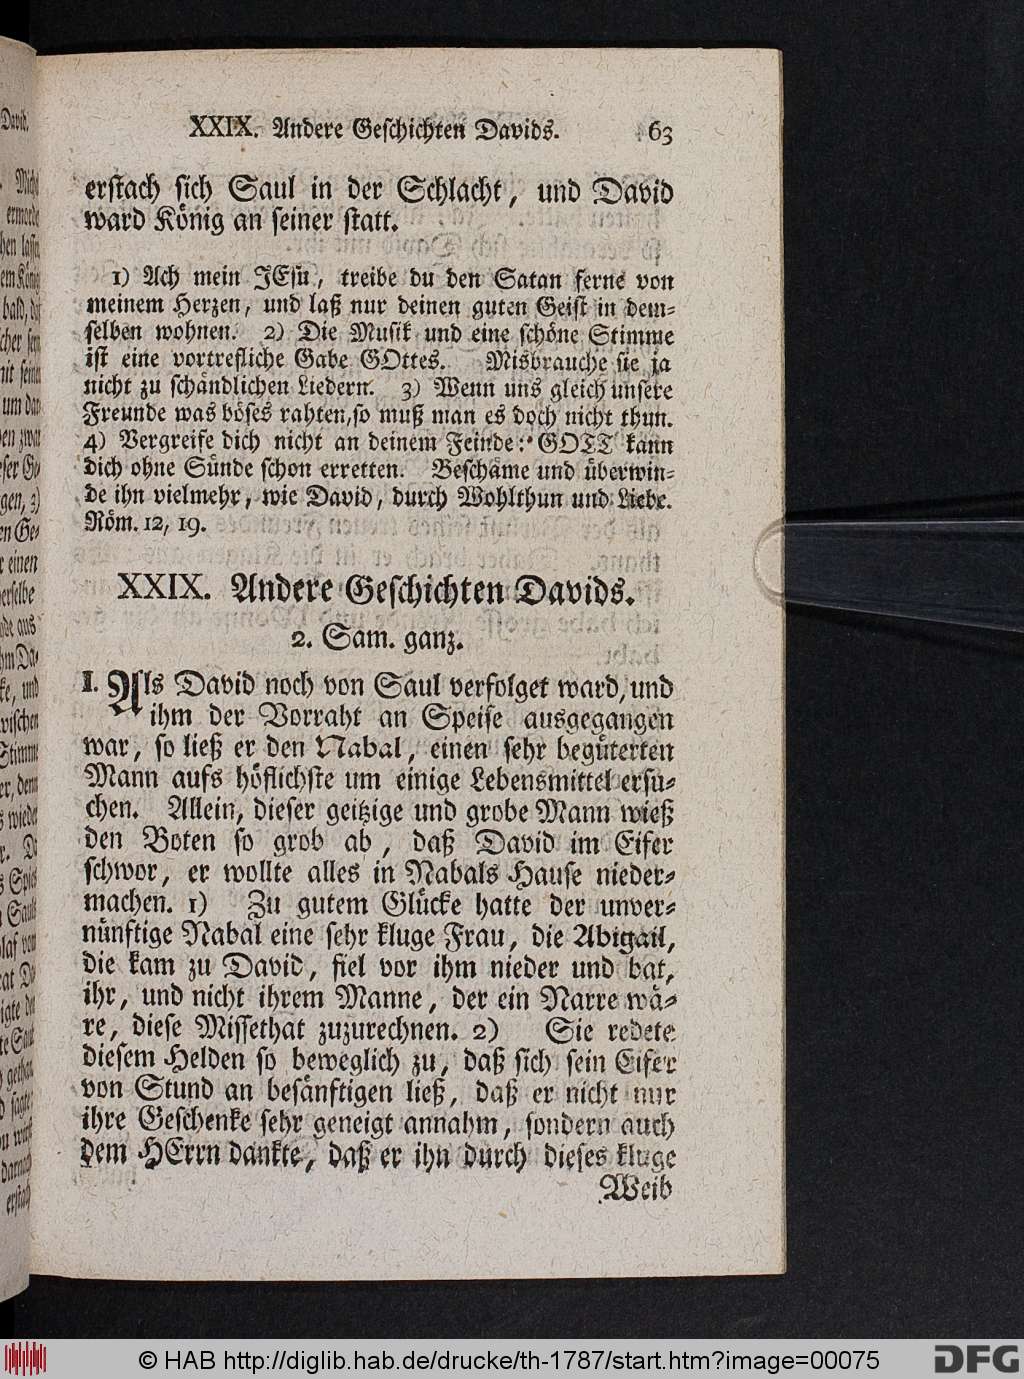 XXIX. Andere Geschichten Davids. 63
erstach sich Saul in der Schlacht, und David
ward König an seiner statt.
1) Ach mein JEsu, treibe du den Satan ferne von
meinem Herzen, und laß nur deinen guten Geist in dem-
selben wohnen. 2) Die Musik und eine schöne Stimme
ist eine vortrefliche Gabe GOttes. Misbrauche sie ja
nicht zu schändlichen Liedern. 3) Wenn uns gleich unsere
Freunde was böses rahten, so muß man es doch nicht thun.
4) Vergreife dich nicht an deinem Feinde: GOTT kann
dich ohne Sünde schon erretten. Beschäme und überwin-
de ihn vielmehr, wie David, durch Wohlthun und Liebe.
Röm. 12, 19.
XXIX. Andere Geschichten Davids.
2. Sam. ganz.
I. Als David noch von Saul verfolget ward, und
ihm der Vorraht an Speise ausgegangen
war, so ließ er den Nabal, einen sehr begüterten
Mann aufs höflichste um einige Lebensmittel ersu-
chen. Allein, dieser geitzige und grobe Mann wieß
den Boten so grob ab, daß David im Eifer
schwor, er wollte alles in Nabals Hause nieder-
machen. 1) Zu gutem Glücke hatte der unver-
nünftige Nabal eine sehr kluge Frau, die Abigail,
die kam zu David, fiel vor ihm nieder und bat,
ihr, und nicht ihrem Manne, der ein Narre wä-
re, diese Missethat zuzurechnen. 2) Sie redete
diesem Helden so beweglich zu, daß sich sein Eifer
von Stund an besänftigen ließ, daß er nicht nur
ihre Geschenke sehr geneigt annahm, sondern auch
dem HErrn dankte, daß er ihn durch dieses kluge
Weib
© HAB http://diglib.hab.de/drucke/th-1787/start.htm?image=00075
DFG